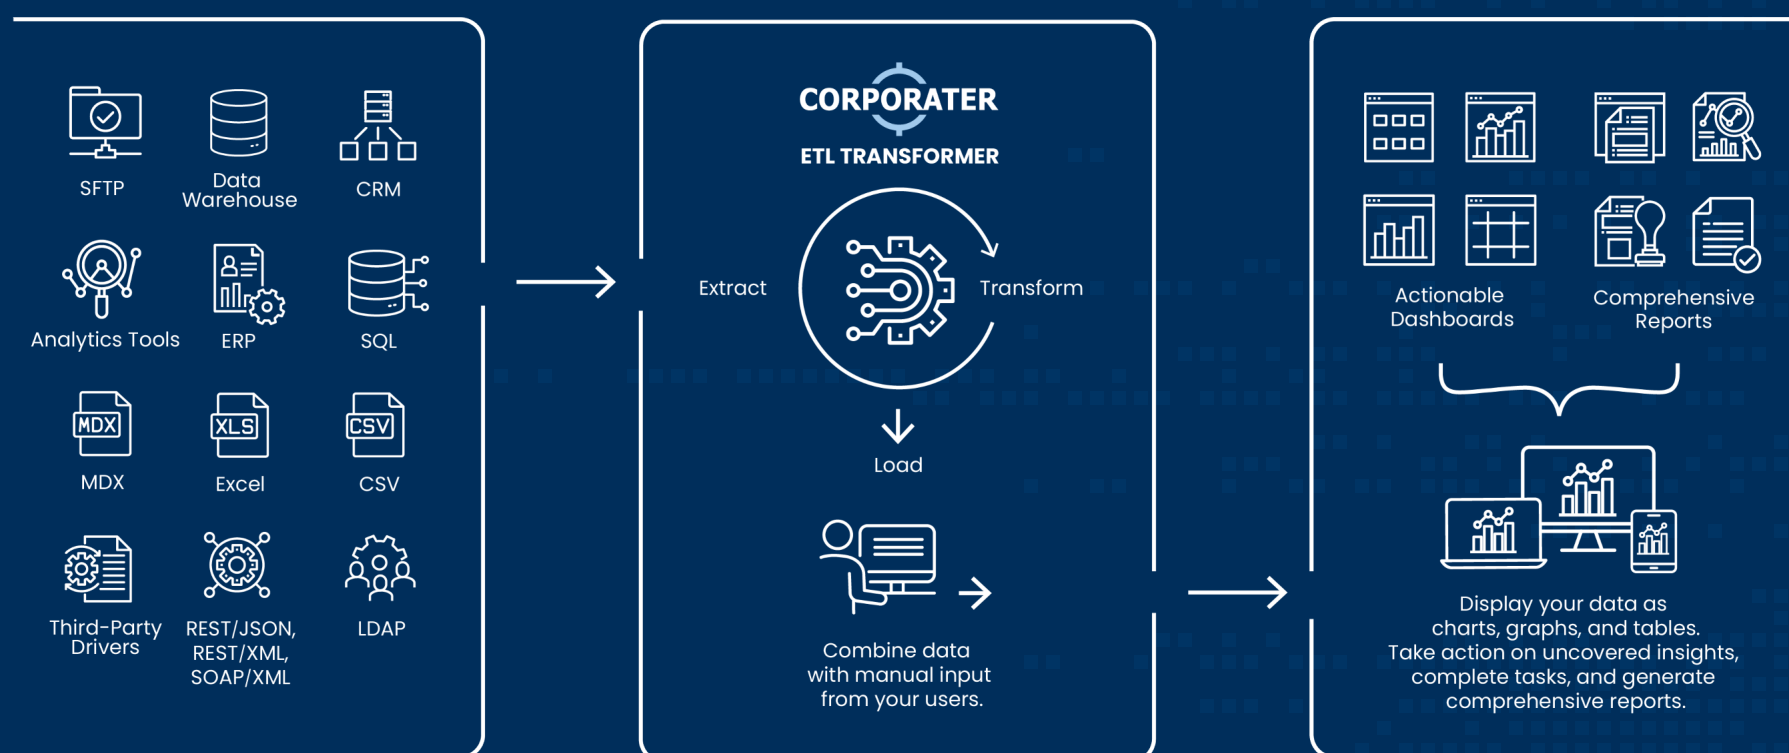 SFTP
Data
Warehouse
CRM
Analytics Tools
ERP
SQL
MDX
XLS
CSV
MDX
Excel
CSV
Third-Party
Drivers
REST/JSON,
REST/XML,
SOAP/XML
LDAP
CORPORATER
ETL TRANSFORMER
Extract
Transform
Load
Combine data
with manual input
from your users.
Actionable
Dashboards
Comprehensive
Reports
Display your data as
charts, graphs, and tables.
Take action on uncovered insights,
complete tasks, and generate
comprehensive reports.